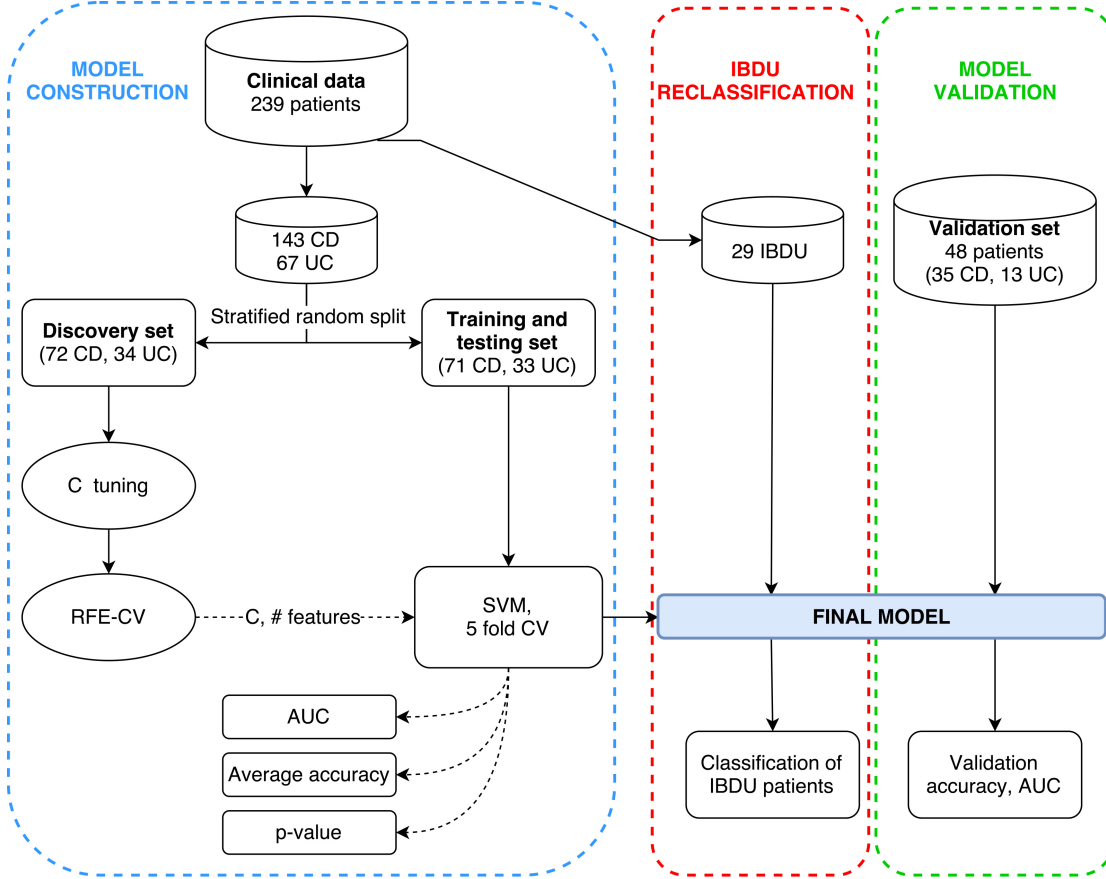 MODEL
CONSTRUCTION
Clinical data
239 patients
143 CD
67 UC
Stratified random split
Discovery set
(72 CD, 34 UC)
Training and
testing set
(71 CD, 33 UC)
C tuning
RFE-CV
C, # features
SVM,
5 fold CV
AUC
Average accuracy
p-value
IBDU
RECLASSIFICATION
29 IBDU
MODEL
VALIDATION
Validation set
48 patients
(35 CD, 13 UC)
FINAL MODEL
Classification of
IBDU patients
Validation
accuracy, AUC